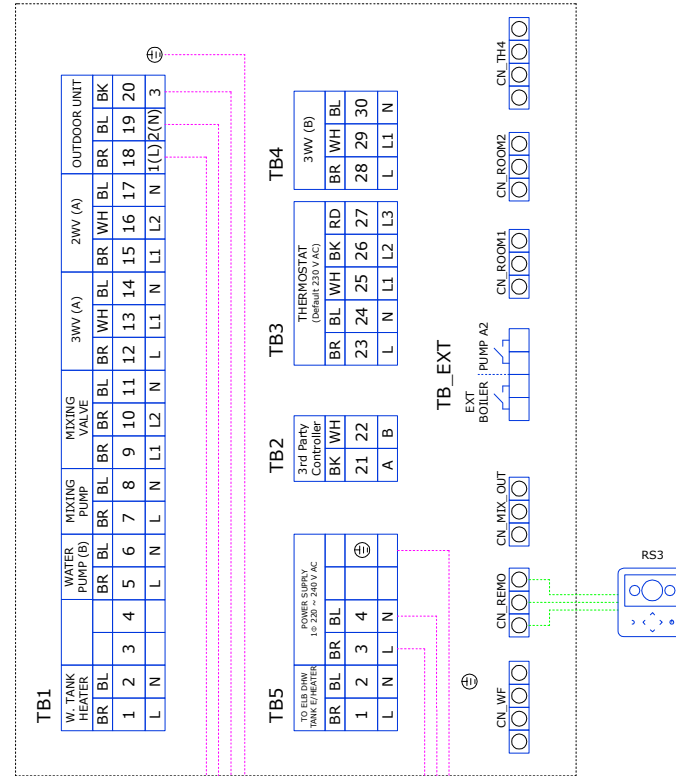 TB1
W. TANK
HEATER
WATER
PUMP (B)
MIXING
PUMP
MIXING
VALVE
3WV (A)
2WV (A)
OUTDOOR UNIT
BR BL BR BL BR BL BR BR BL BR WH BL BR WH BL BR BL BK
1 2 3 4 5 6 7 8 9 10 11 12 13 14 15 16 17 18 19 20
L N L N L N L1 L2 N L L1 N L1 L2 N 1(L) 2(N) 3
TB5
TO ELB DHW
TANK E/HEATER
POWER SUPPLY
1Φ 220 ~ 240 V AC
BR BL BR BL
1 2 3 4
L N L N
TB2
3rd Party
Controller
BK WH
21 22
A B
TB3
THERMOSTAT
(Default 230 V AC)
BR BL WH BK RD
23 24 25 26 27
L N L1 L2 L3
TB4
3WV (B)
BR WH BL
28 29 30
L L1 N
TB_EXT
EXT
BOILER
PUMP A2
CN_WF
CN_REMO
CN_MIX_OUT
CN_ROOM1
CN_ROOM2
CN_TH4
RS3